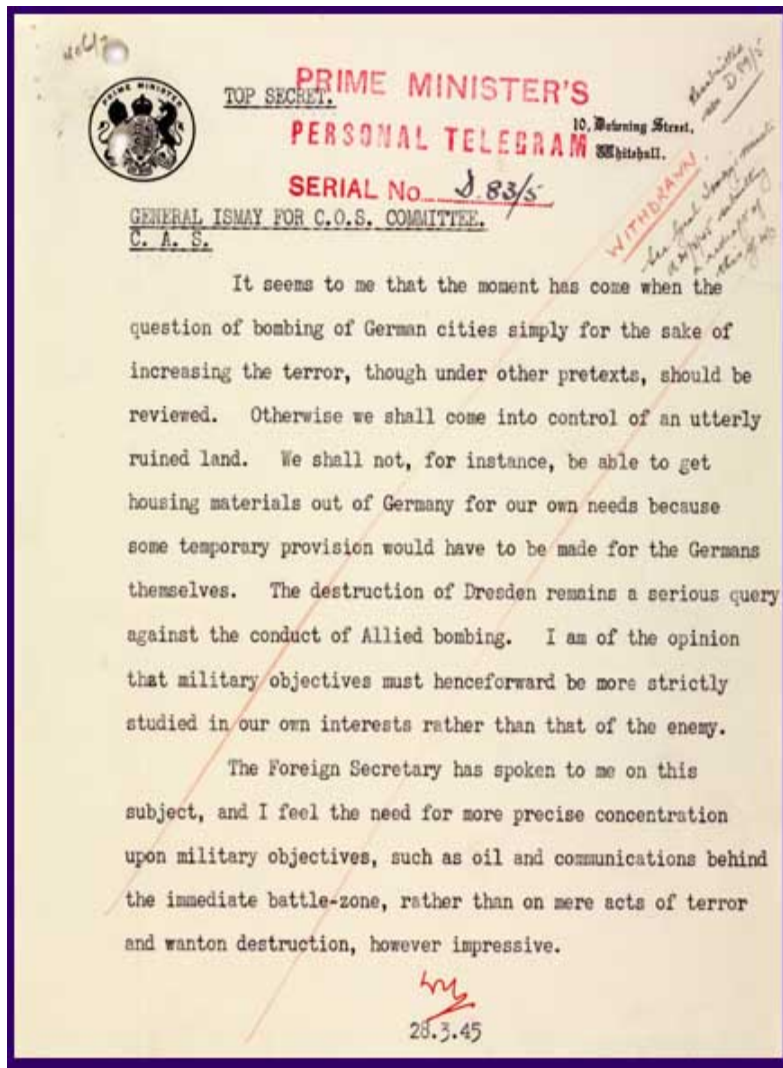 PRIME MINISTER
TOP SECRET.
PRIME MINISTER'S
PERSONAL TELEGRAM
SERIAL No D.83/5
10, Downing Street,
Whitehall.
WITHDRAWN.
GENERAL ISMAY FOR C.O.S. COMMITTEE.
C. A. S.
It seems to me that the moment has come when the
question of bombing of German cities simply for the sake of
increasing the terror, though under other pretexts, should be
reviewed. Otherwise we shall come into control of an utterly
ruined land. We shall not, for instance, be able to get
housing materials out of Germany for our own needs because
some temporary provision would have to be made for the Germans
themselves. The destruction of Dresden remains a serious query
against the conduct of Allied bombing. I am of the opinion
that military objectives must henceforward be more strictly
studied in our own interests rather than that of the enemy.
The Foreign Secretary has spoken to me on this
subject, and I feel the need for more precise concentration
upon military objectives, such as oil and communications behind
the immediate battle-zone, rather than on mere acts of terror
and wanton destruction, however impressive.
28.3.45